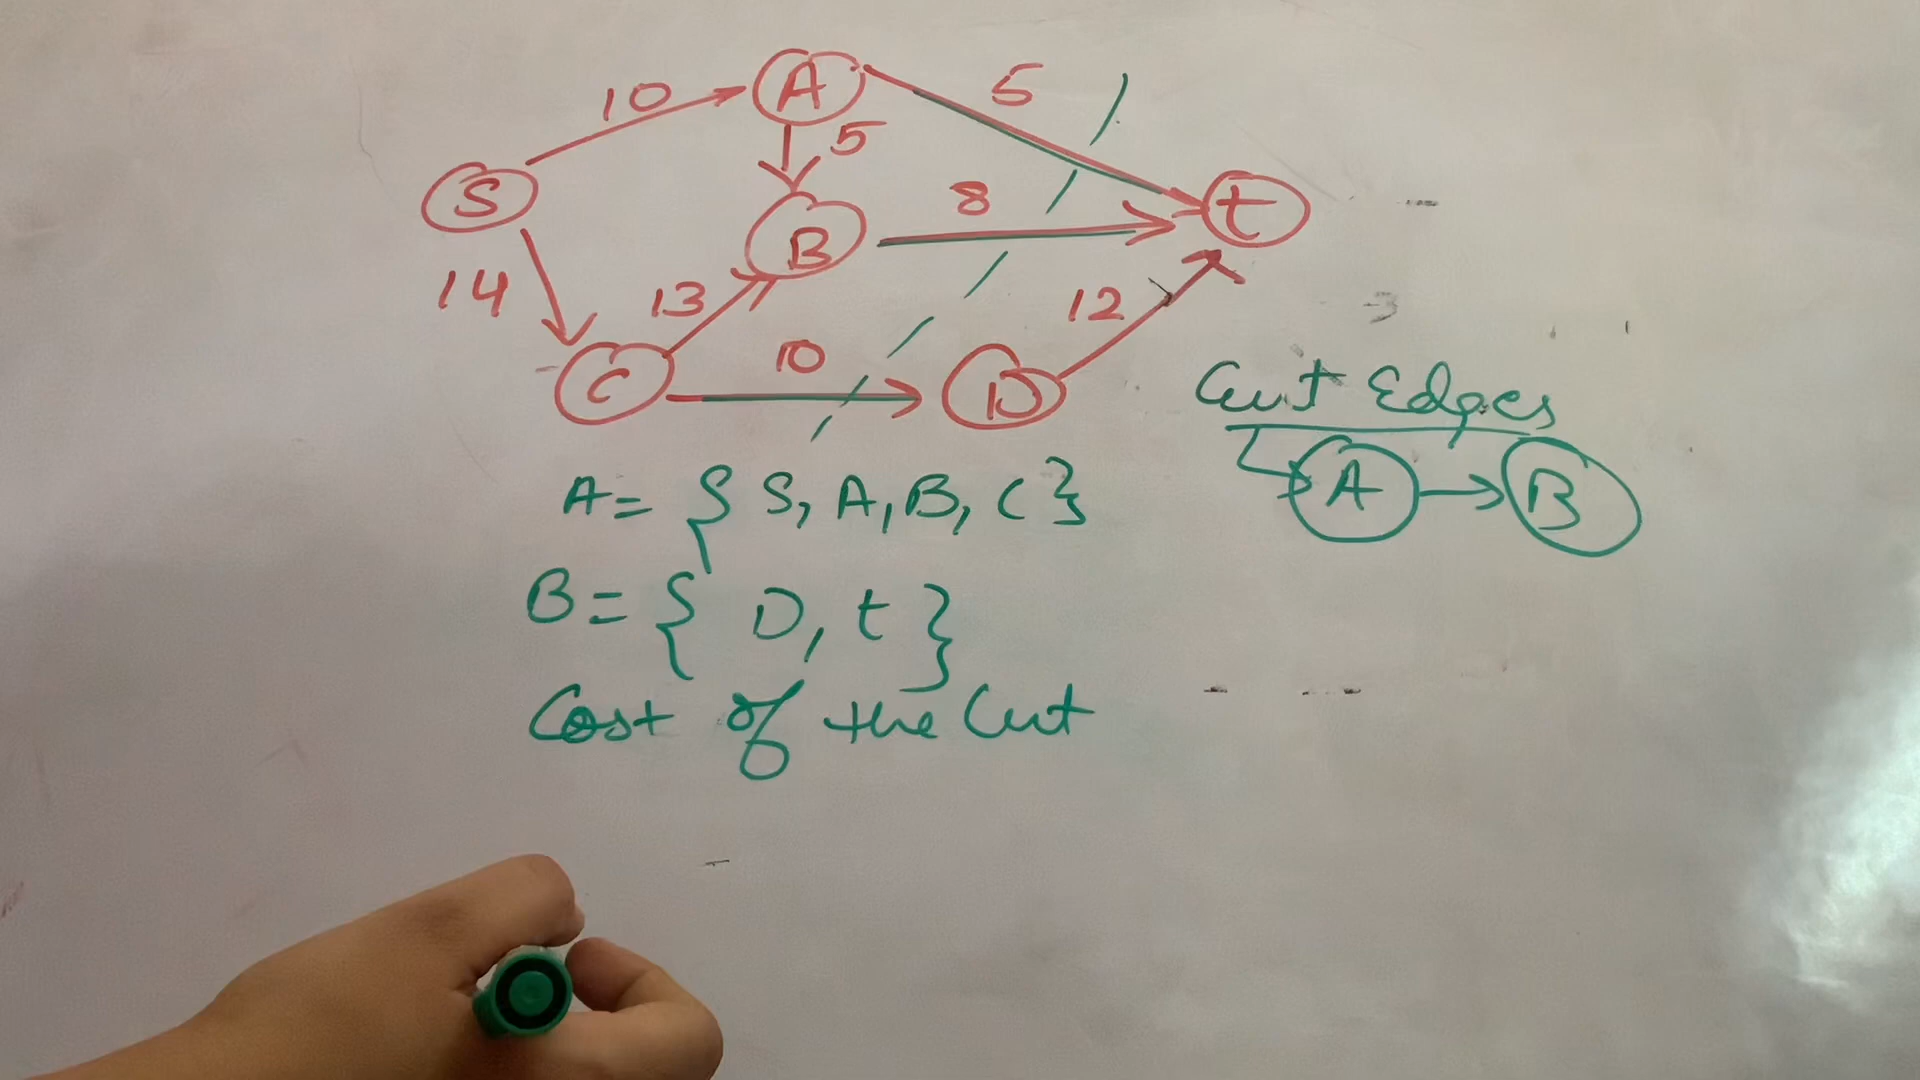 10
A
5
5
S
8
t
B
14
13
12
10
C
D
Cut Edges
A → B
A = { S, A, B, C }
B = { D, t }
Cost of the Cut